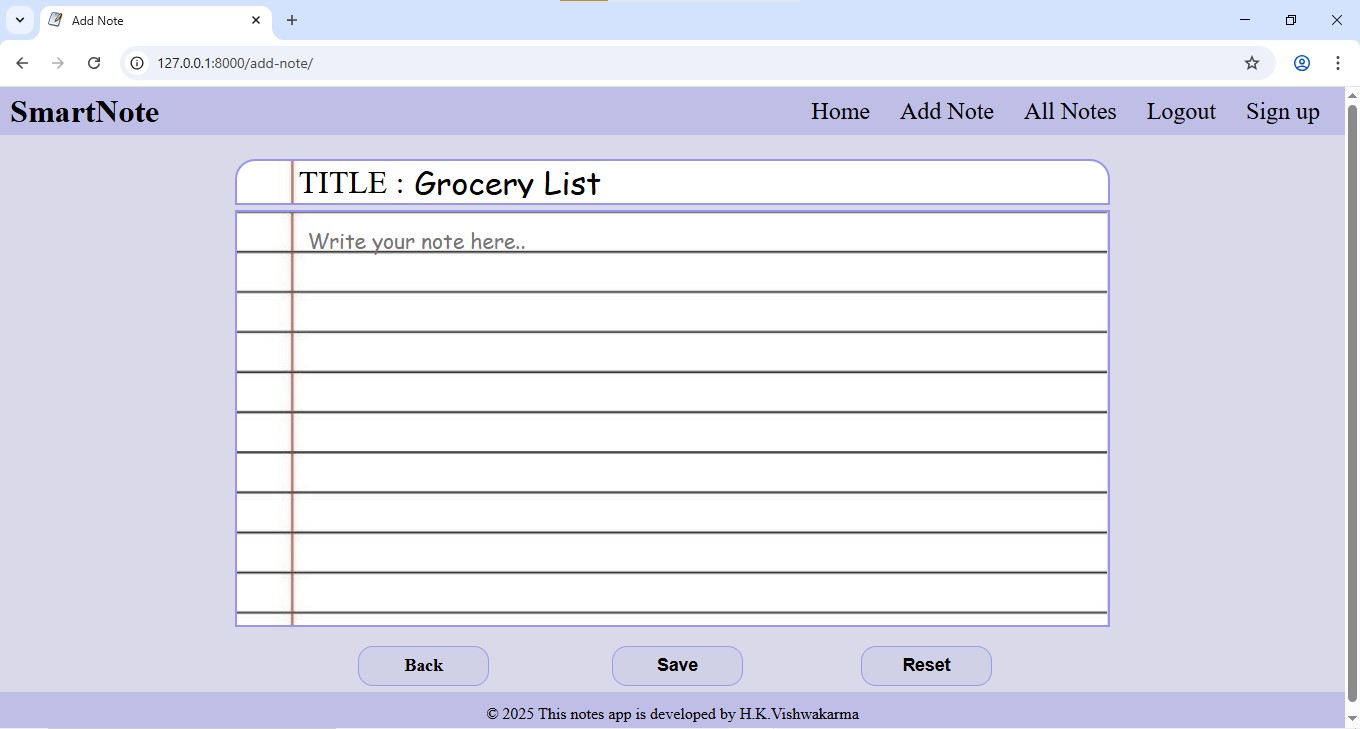 Add Note
127.0.0.1:8000/add-note/
SmartNote
Home Add Note All Notes Logout Sign up
TITLE : Grocery List
Write your note here..
Back Save Reset
© 2025 This notes app is developed by H.K.Vishwakarma